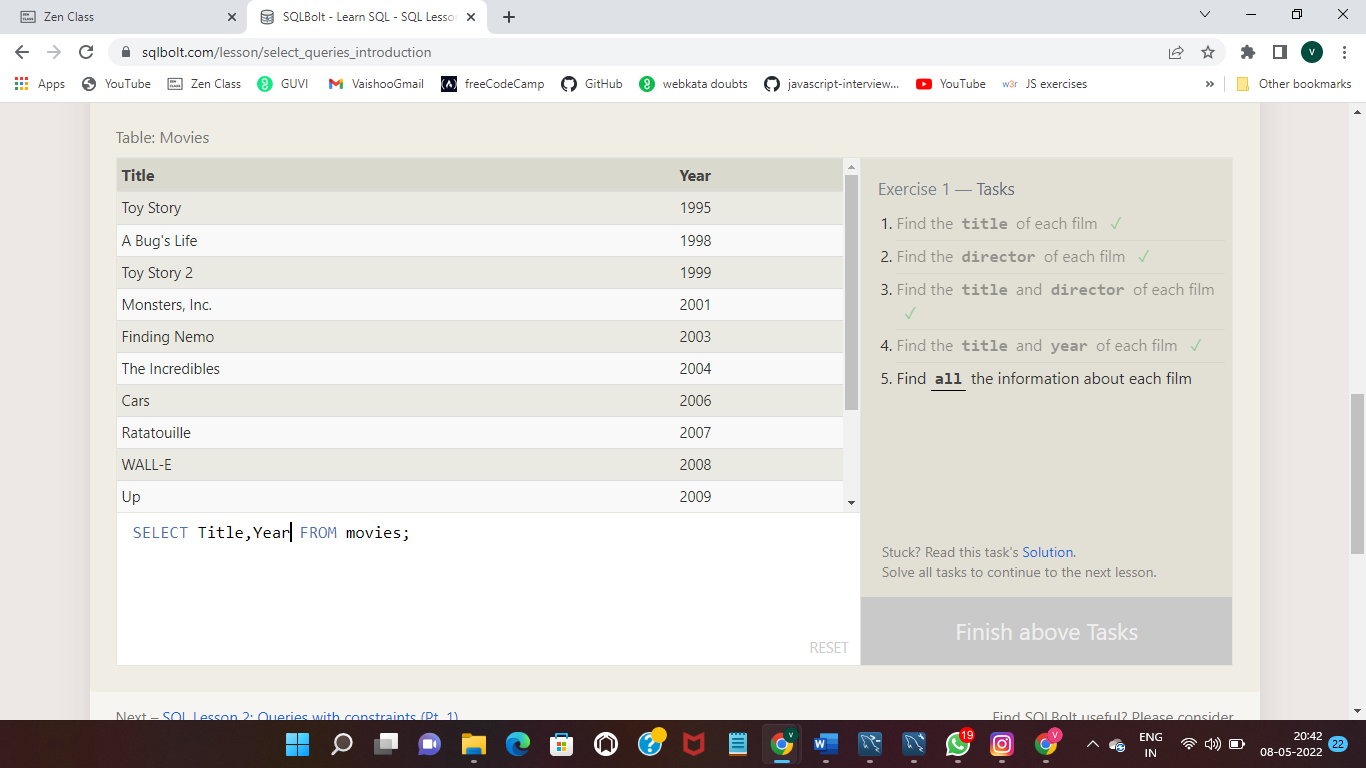 Zen Class
SQLBolt - Learn SQL - SQL Lesso
sqlbolt.com/lesson/select_queries_introduction
V
Apps YouTube Zen Class GUVI VaishooGmail freeCodeCamp GitHub webkata doubts javascript-interview... YouTube w3r JS exercises » Other bookmarks
Table: Movies
Title Year
Toy Story 1995
A Bug's Life 1998
Toy Story 2 1999
Monsters, Inc. 2001
Finding Nemo 2003
The Incredibles 2004
Cars 2006
Ratatouille 2007
WALL-E 2008
Up 2009
SELECT Title,Year FROM movies;
RESET
Exercise 1 — Tasks
1. Find the title of each film ✓
2. Find the director of each film ✓
3. Find the title and director of each film
✓
4. Find the title and year of each film ✓
5. Find all the information about each film
Stuck? Read this task's Solution.
Solve all tasks to continue to the next lesson.
Finish above Tasks
Next – SQL Lesson 2: Queries with constraints (Pt. 1)
Find SQLBolt useful? Please consider
19
V
V
ENG
IN
20:42
08-05-2022
22